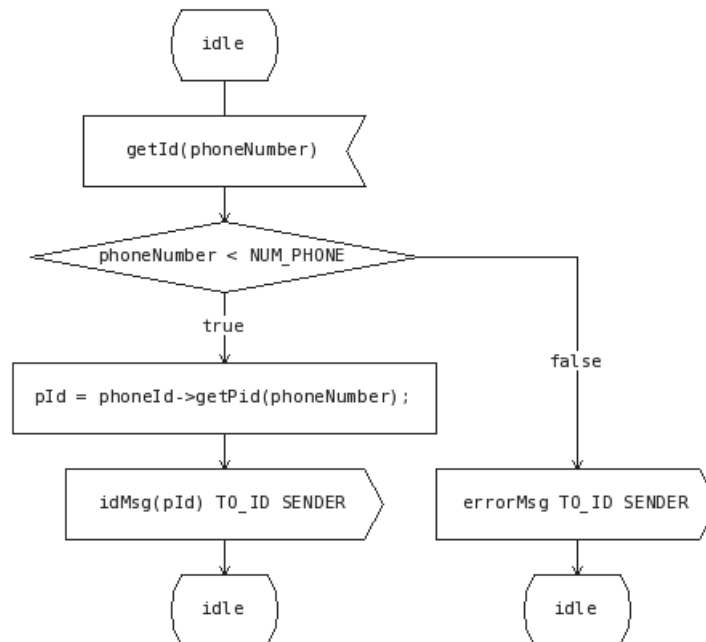 idle
getId(phoneNumber)
phoneNumber < NUM_PHONE
true
false
pId = phoneId->getPid(phoneNumber);
idMsg(pId) TO_ID SENDER
errorMsg TO_ID SENDER
idle
idle